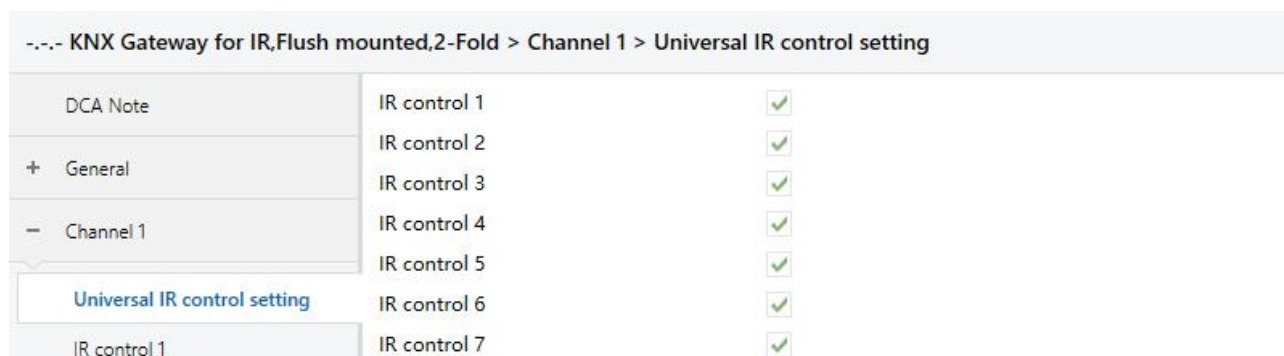 -.-.- KNX Gateway for IR,Flush mounted,2-Fold > Channel 1 > Universal IR control setting
DCA Note
+ General
− Channel 1
Universal IR control setting
IR control 1
IR control 1
IR control 2
IR control 3
IR control 4
IR control 5
IR control 6
IR control 7